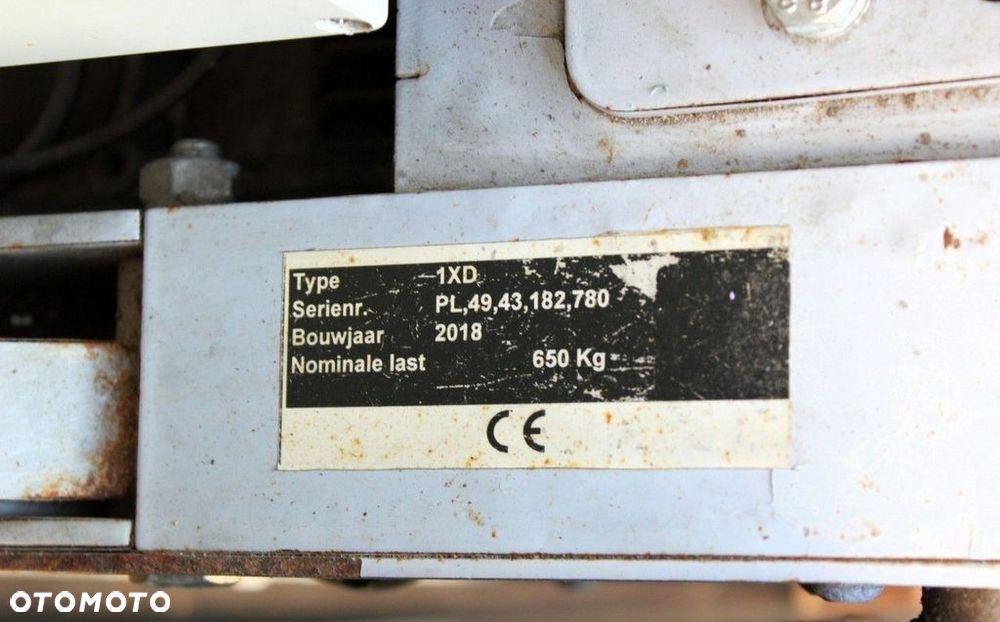 Type 1XD
Serienr. PL,49,43,182,780
Bouwjaar 2018
Nominale last 650 Kg
CE
OTOMOTO